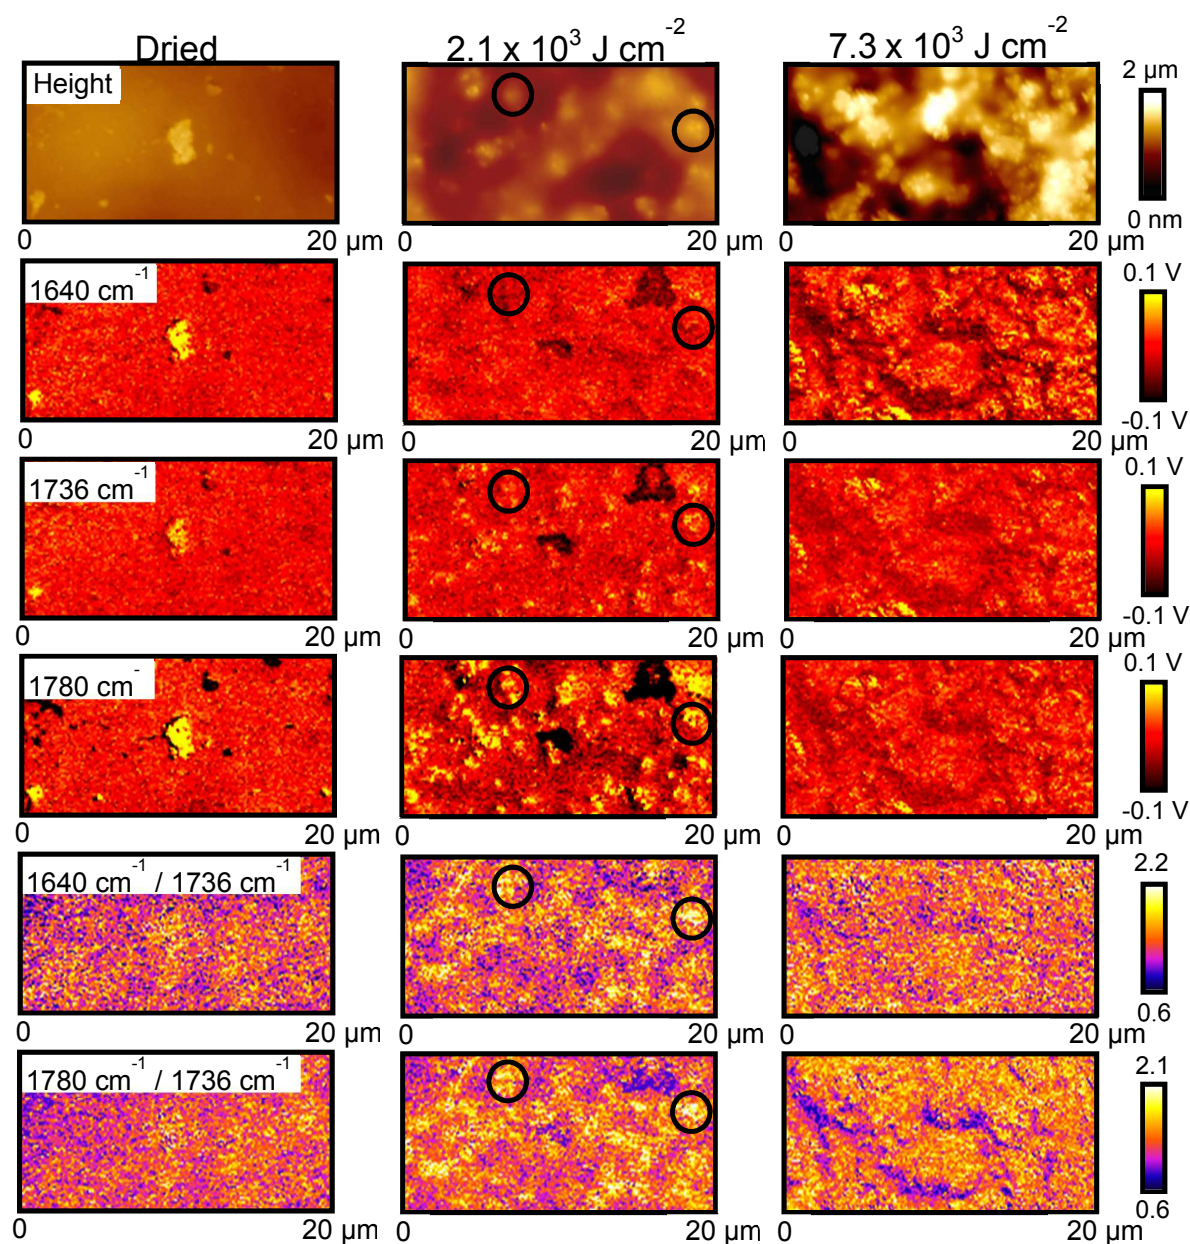 Dried
2.1 x 10³ J cm⁻²
7.3 x 10³ J cm⁻²
Height
2 µm
0 nm
0 20 µm 0 20 µm 0 20 µm
1640 cm⁻¹
0.1 V
-0.1 V
0 20 µm 0 20 µm 0 20 µm
1736 cm⁻¹
0.1 V
-0.1 V
0 20 µm 0 20 µm 0 20 µm
1780 cm⁻
0.1 V
-0.1 V
0 20 µm 0 20 µm 0 20 µm
1640 cm⁻¹ / 1736 cm⁻¹
2.2
0.6
0 20 µm 0 20 µm 0 20 µm
1780 cm⁻¹ / 1736 cm⁻¹
2.1
0.6
0 20 µm 0 20 µm 0 20 µm